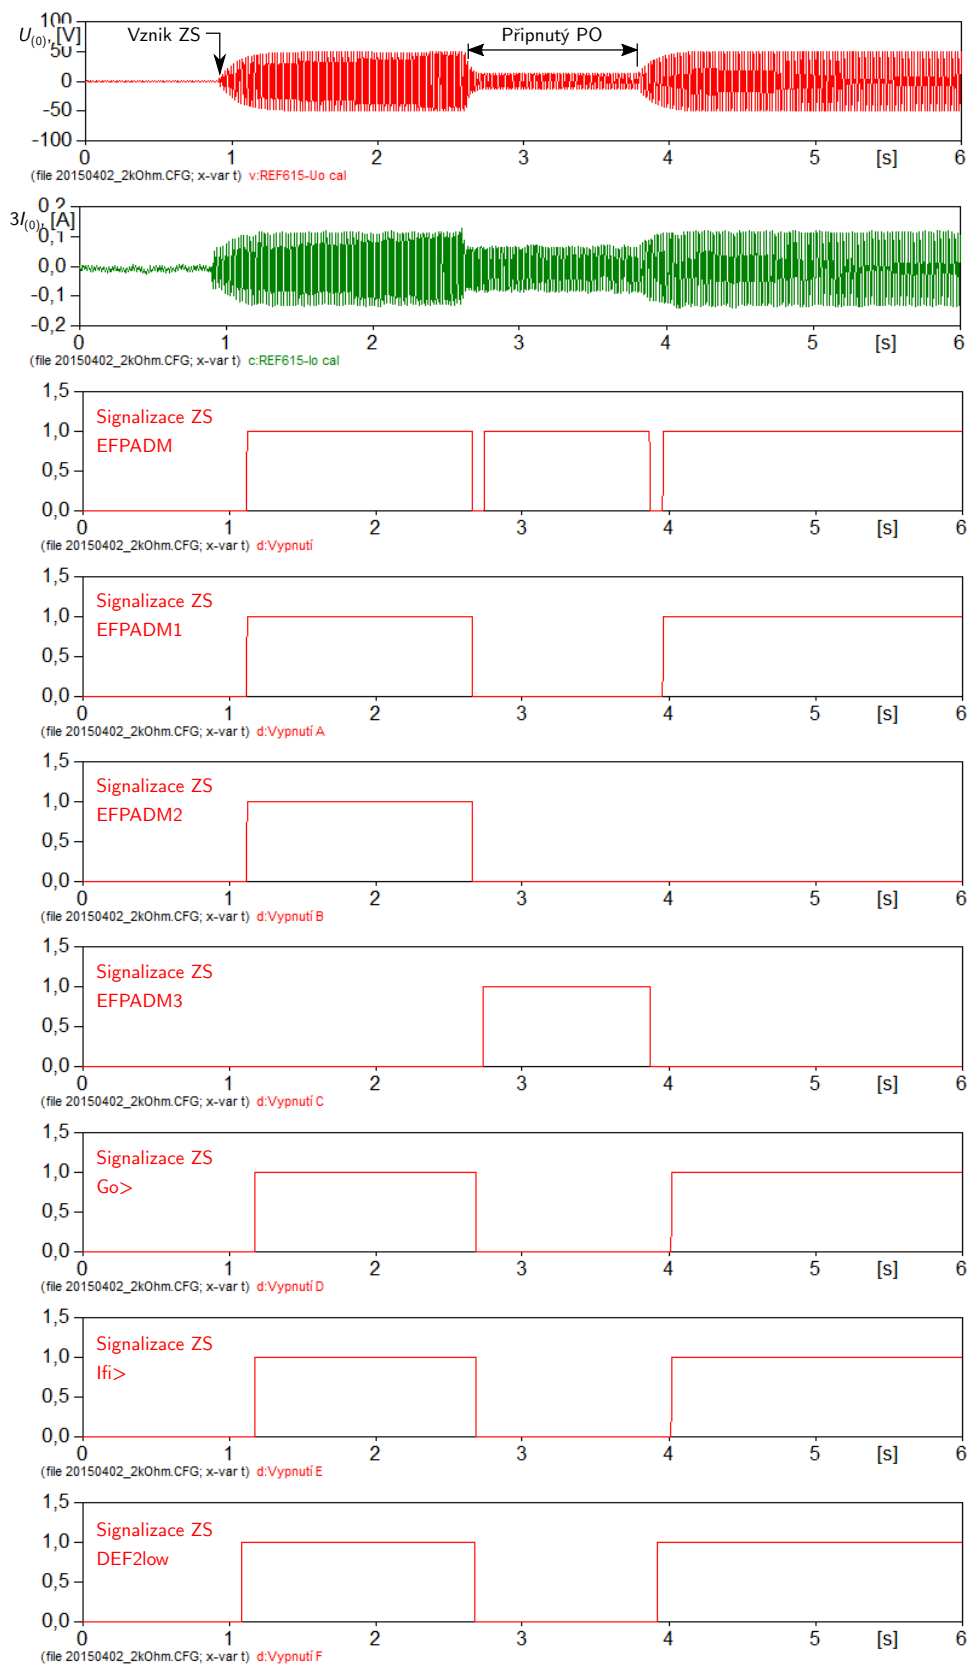 100
U(0), [V]
Vznik ZS
Připnutý PO
50
0
-50
-100
0 1 2 3 4 5 [s] 6
(file 20150402_2kOhm.CFG; x-var t) v:REF615-Uo cal
0,2
3I(0), [A]
0,1
0,0
-0,1
-0,2
0 1 2 3 4 5 [s] 6
(file 20150402_2kOhm.CFG; x-var t) c:REF615-Io cal
1,5
Signalizace ZS
1,0
EFPADM
0,5
0,0
0 1 2 3 4 5 [s] 6
(file 20150402_2kOhm.CFG; x-var t) d:Vypnutí
1,5
Signalizace ZS
1,0
EFPADM1
0,5
0,0
0 1 2 3 4 5 [s] 6
(file 20150402_2kOhm.CFG; x-var t) d:Vypnutí A
1,5
Signalizace ZS
1,0
EFPADM2
0,5
0,0
0 1 2 3 4 5 [s] 6
(file 20150402_2kOhm.CFG; x-var t) d:Vypnutí B
1,5
Signalizace ZS
1,0
EFPADM3
0,5
0,0
0 1 2 3 4 5 [s] 6
(file 20150402_2kOhm.CFG; x-var t) d:Vypnutí C
1,5
Signalizace ZS
1,0
Go>
0,5
0,0
0 1 2 3 4 5 [s] 6
(file 20150402_2kOhm.CFG; x-var t) d:Vypnutí D
1,5
Signalizace ZS
1,0
Ifi>
0,5
0,0
0 1 2 3 4 5 [s] 6
(file 20150402_2kOhm.CFG; x-var t) d:Vypnutí E
1,5
Signalizace ZS
1,0
DEF2low
0,5
0,0
0 1 2 3 4 5 [s] 6
(file 20150402_2kOhm.CFG; x-var t) d:Vypnutí F